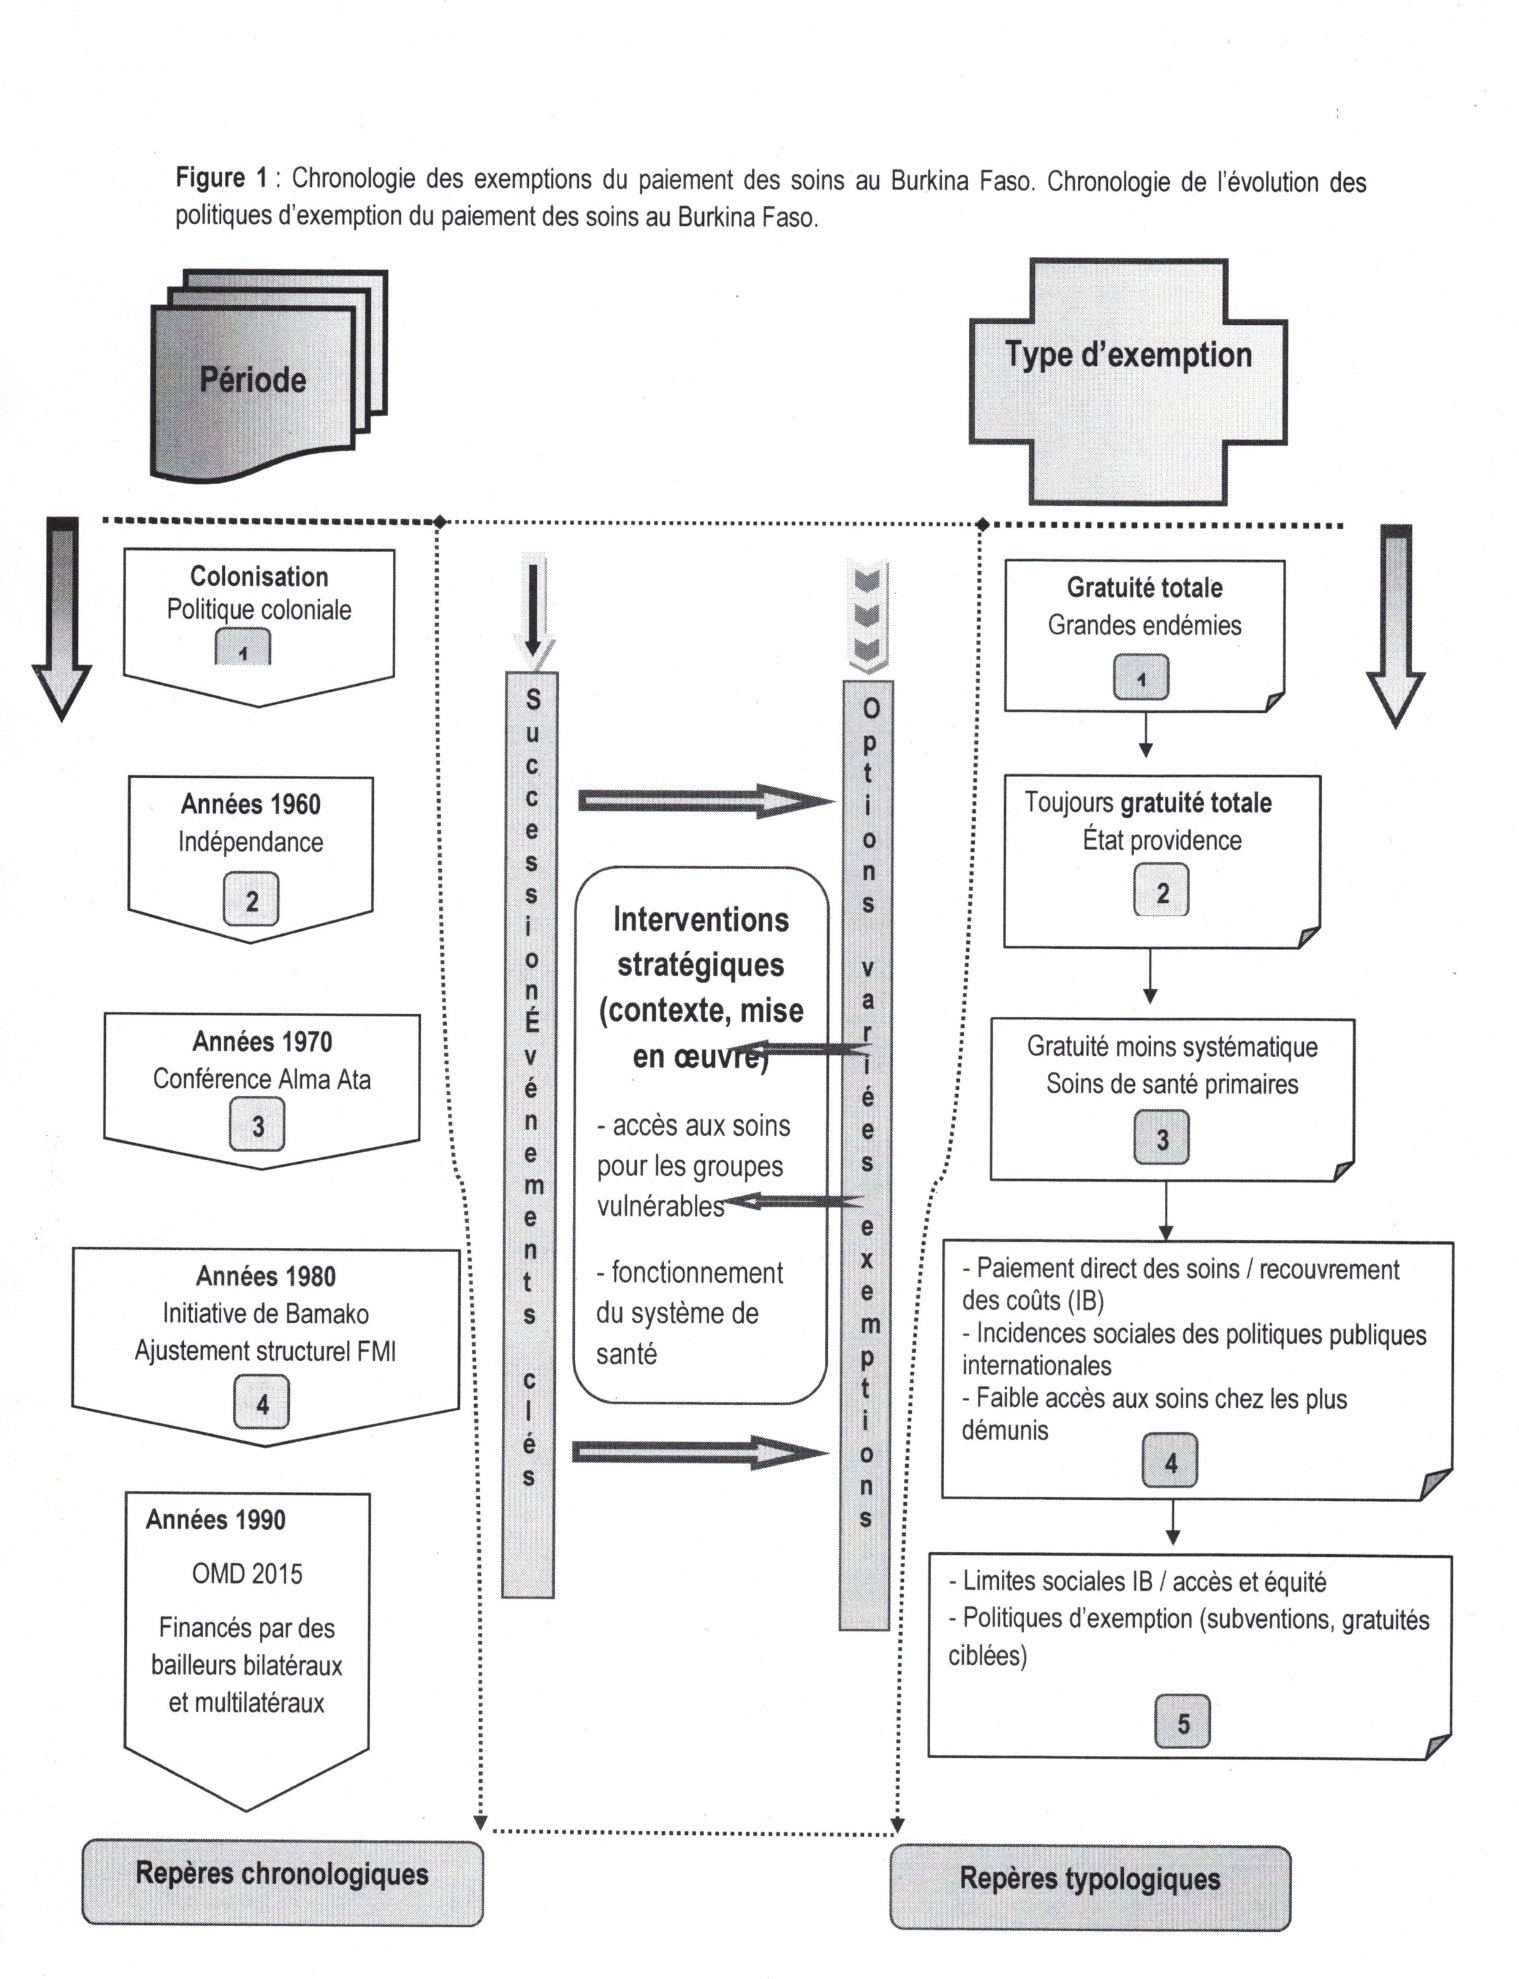 Figure 1 : Chronologie des exemptions du paiement des soins au Burkina Faso. Chronologie de l'évolution des
politiques d'exemption du paiement des soins au Burkina Faso.
Période
Type d'exemption
Colonisation
Politique coloniale
1
Années 1960
Indépendance
2
Années 1970
Conférence Alma Ata
3
Années 1980
Initiative de Bamako
Ajustement structurel FMI
4
Années 1990
OMD 2015
Financés par des
bailleurs bilatéraux
et multilatéraux
Repères chronologiques
SuccessionÉvénements clés
Interventions
stratégiques
(contexte, mise
en œuvre)
- accès aux soins
pour les groupes
vulnérables
- fonctionnement
du système de
santé
Options variées exemptions
Gratuité totale
Grandes endémies
1
Toujours gratuité totale
État providence
2
Gratuité moins systématique
Soins de santé primaires
3
- Paiement direct des soins / recouvrement
des coûts (IB)
- Incidences sociales des politiques publiques
internationales
- Faible accès aux soins chez les plus
démunis
4
- Limites sociales IB / accès et équité
- Politiques d'exemption (subventions, gratuités
ciblées)
5
Repères typologiques